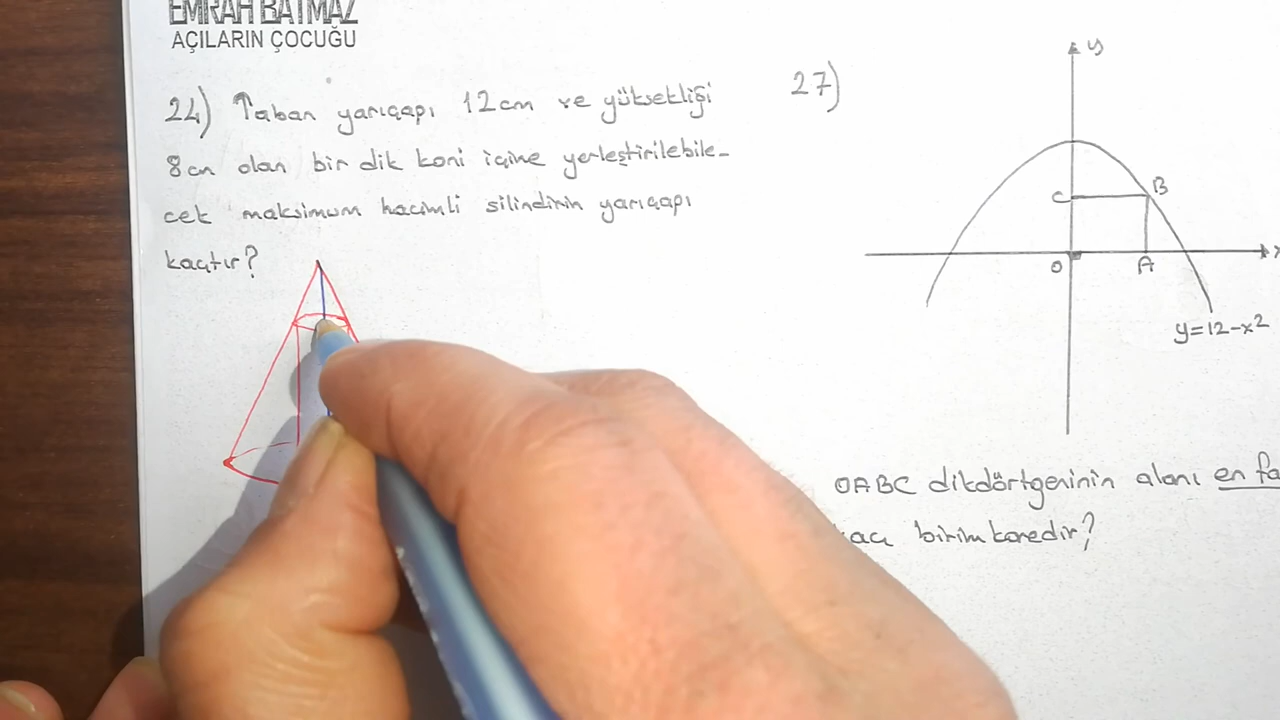 EMRAH BATMAZ
AÇILARIN ÇOCUĞU
24) Taban yarıçapı 12cm ve yüksekliği
8cm olan bir dik koni içine yerleştirilebile-
cek maksimum hacimli silindirin yarıçapı
kaçtır?
27)
y
C
B
O
A
x
y=12-x²
OABC dikdörtgeninin alanı en fa
birimkaredir?